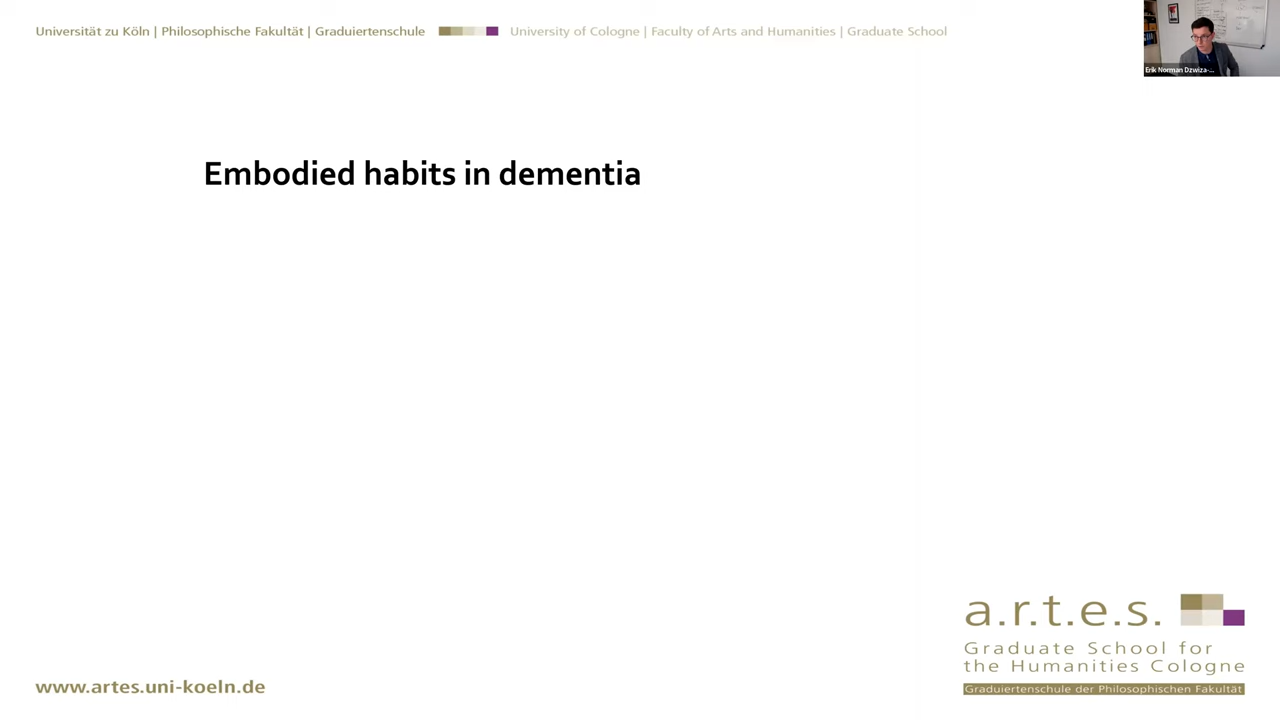 Universität zu Köln | Philosophische Fakultät | Graduiertenschule University of Cologne | Faculty of Arts and Humanities | Graduate School
Erik Norman Dzwiza-...
Embodied habits in dementia
a.r.t.e.s.
Graduate School for
the Humanities Cologne
Graduiertenschule der Philosophischen Fakultät
www.artes.uni-koeln.de